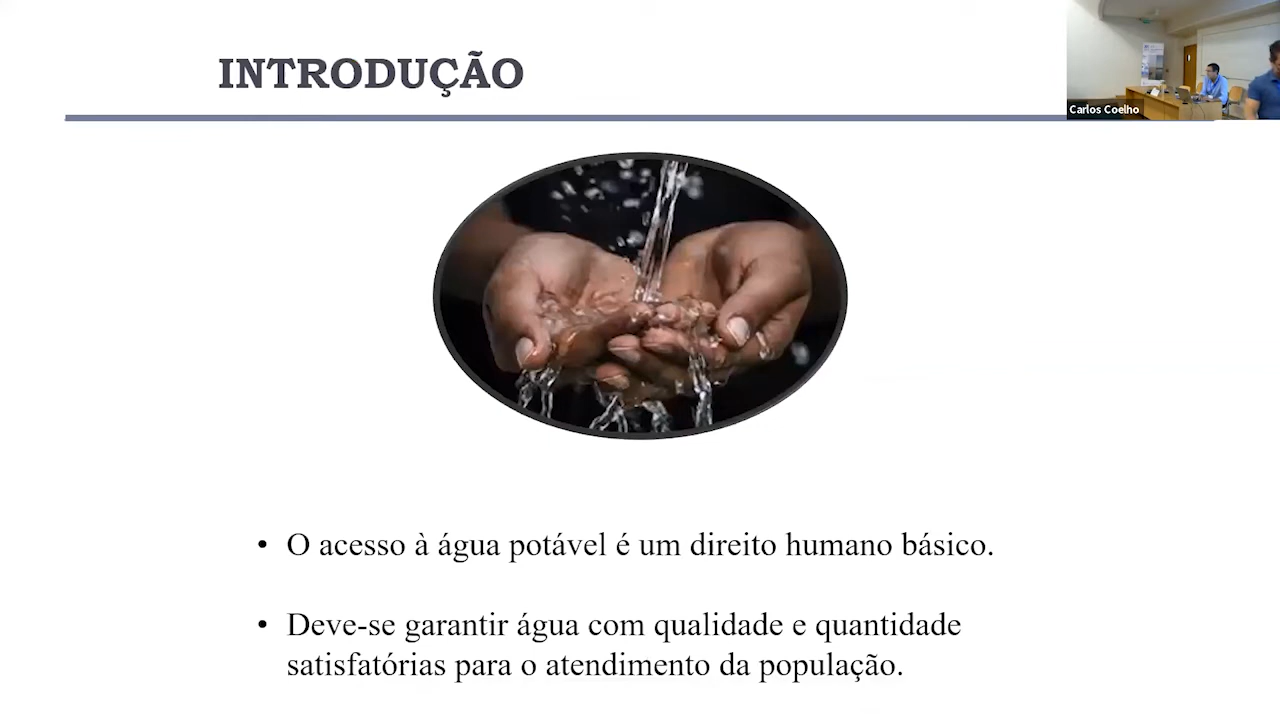 INTRODUÇÃO
Carlos Coelho
• O acesso à água potável é um direito humano básico.
• Deve-se garantir água com qualidade e quantidade
satisfatórias para o atendimento da população.